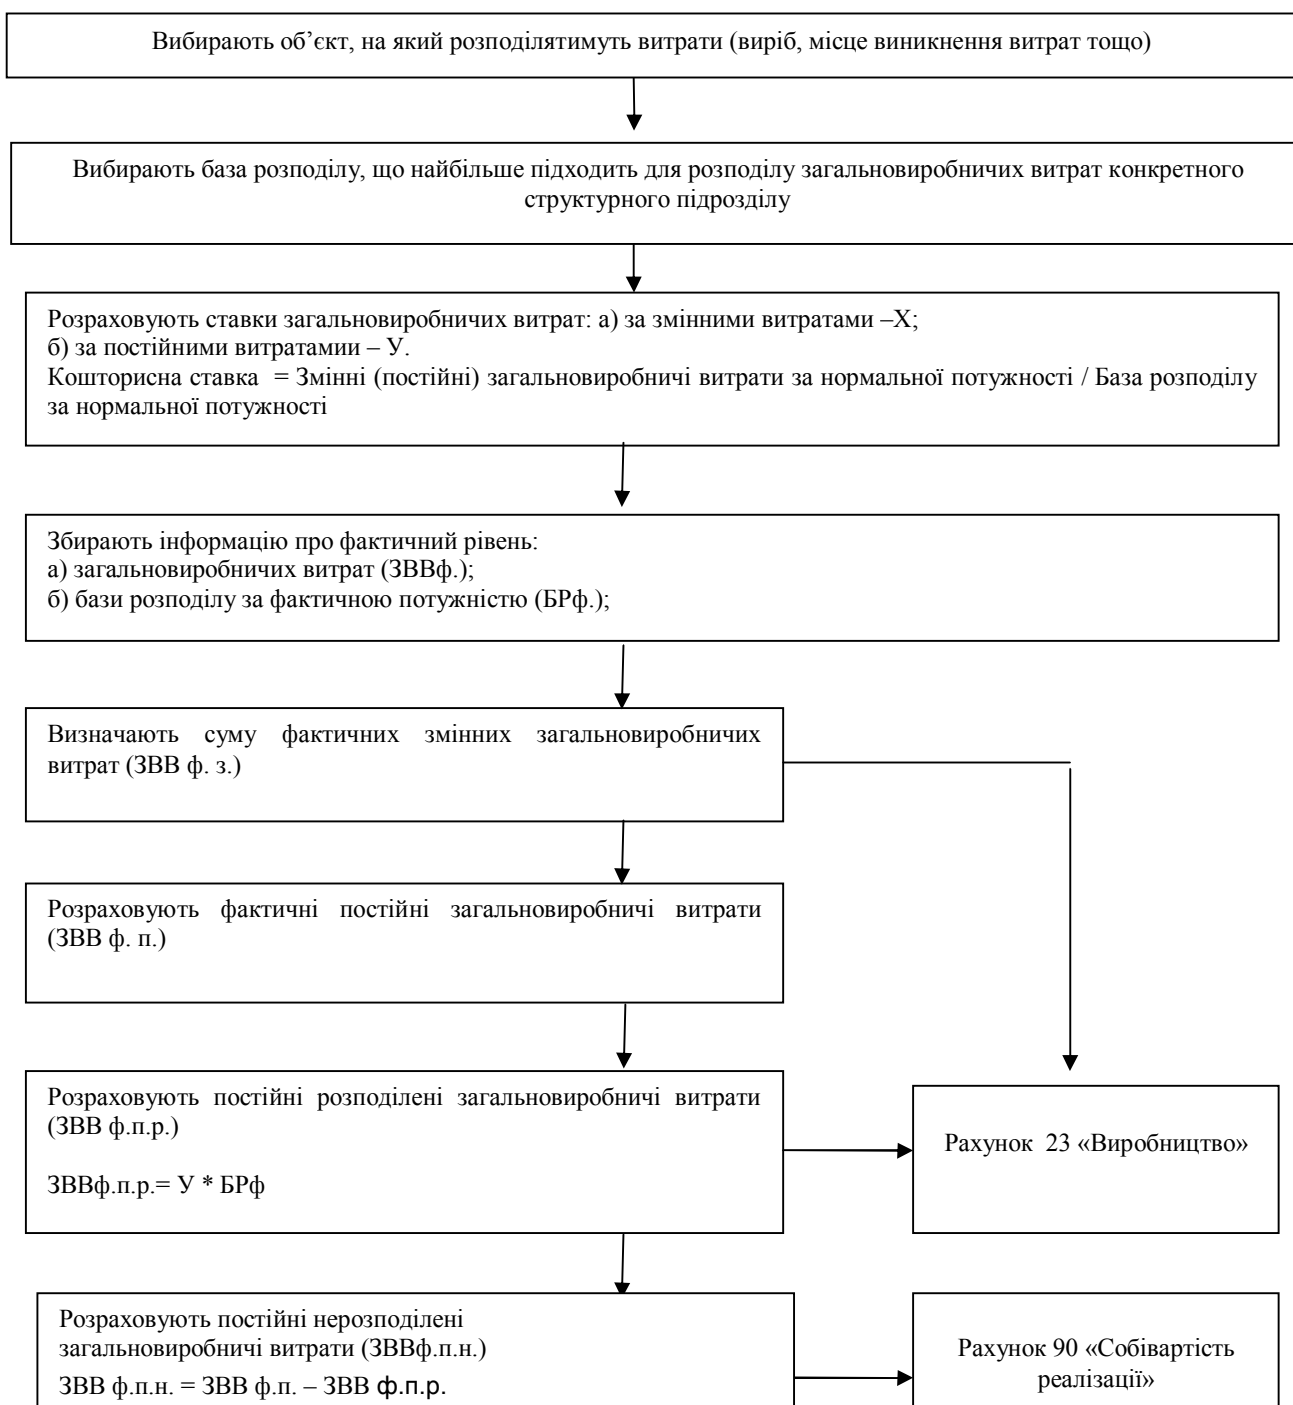 Вибирають об’єкт, на який розподілятимуть витрати (виріб, місце виникнення витрат тощо)
Вибирають база розподілу, що найбільше підходить для розподілу загальновиробничих витрат конкретного
структурного підрозділу
Розраховують ставки загальновиробничих витрат: а) за змінними витратами –Х;
б) за постійними витратамии – У.
Кошторисна ставка = Змінні (постійні) загальновиробничі витрати за нормальної потужності / База розподілу
за нормальної потужності
Збирають інформацію про фактичний рівень:
а) загальновиробничих витрат (ЗВВф.);
б) бази розподілу за фактичною потужністю (БРф.);
Визначають суму фактичних змінних загальновиробничих
витрат (ЗВВ ф. з.)
Розраховують фактичні постійні загальновиробничі витрати
(ЗВВ ф. п.)
Розраховують постійні розподілені загальновиробничі витрати
(ЗВВ ф.п.р.)
ЗВВф.п.р.= У * БРф
Рахунок 23 «Виробництво»
Розраховують постійні нерозподілені
загальновиробничі витрати (ЗВВф.п.н.)
ЗВВ ф.п.н. = ЗВВ ф.п. – ЗВВ ф.п.р.
Рахунок 90 «Собівартість
реалізації»